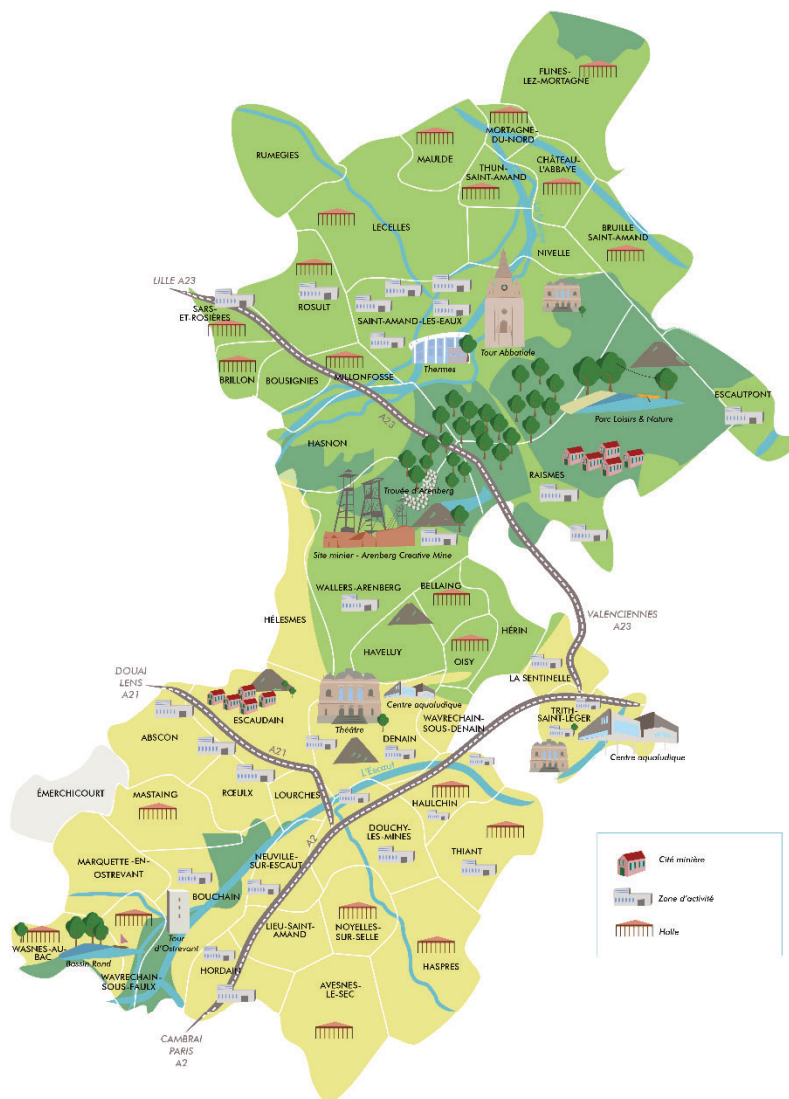 FLINES-
LEZ-MORTAGNE
MORTAGNE-
DU-NORD
RUMEGIES
MAULDE
THUN-
SAINT-AMAND
CHÂTEAU-
L'ABBAYE
LECELLES
BRUILLE
SAINT-AMAND
NIVELLE
LILLE A23
SARS-
ET-ROSIÈRES
ROSULT
SAINT-AMAND-LES-EAUX
Tour Abbatiale
Thermes
BRILLON
BOUSIGNIES
MILLONFOSSE
ESCAUTPONT
A23
Parc Loisirs & Nature
HASNON
RAISMES
Trouée d'Arenberg
Site minier - Arenberg Creative Mine
WALLERS-ARENBERG
BELLAING
HÉLESMES
VALENCIENNES
A23
HÉRIN
HAVELUY
OISY
DOUAI
LENS
A21
LA SENTINELLE
ESCAUDAIN
Centre aqualudique
ABSCON
Théâtre
DENAIN
WAVRECHAIN-
SOUS-DENAIN
TRITH-
SAINT-LÉGER
A21
Centre aqualudique
L'Escaut
ÉMERCHICOURT
MASTAING
RŒULX
LOURCHES
HAULCHIN
A2
DOUCHY-
LES-MINES
THIANT
MARQUETTE-EN-
OSTREVANT
NEUVILLE-
SUR-ESCAUT
BOUCHAIN
Cité minière
Zone d'activité
Halle
LIEU-SAINT-
AMAND
NOYELLES-
SUR-SELLE
WASNES-AU-
BAC
Bassin Rond
Tour
d'Ostrevant
WAVRECHAIN-
SOUS-FAULX
HORDAIN
HASPRES
AVESNES-
LE-SEC
CAMBRAI
PARIS
A2